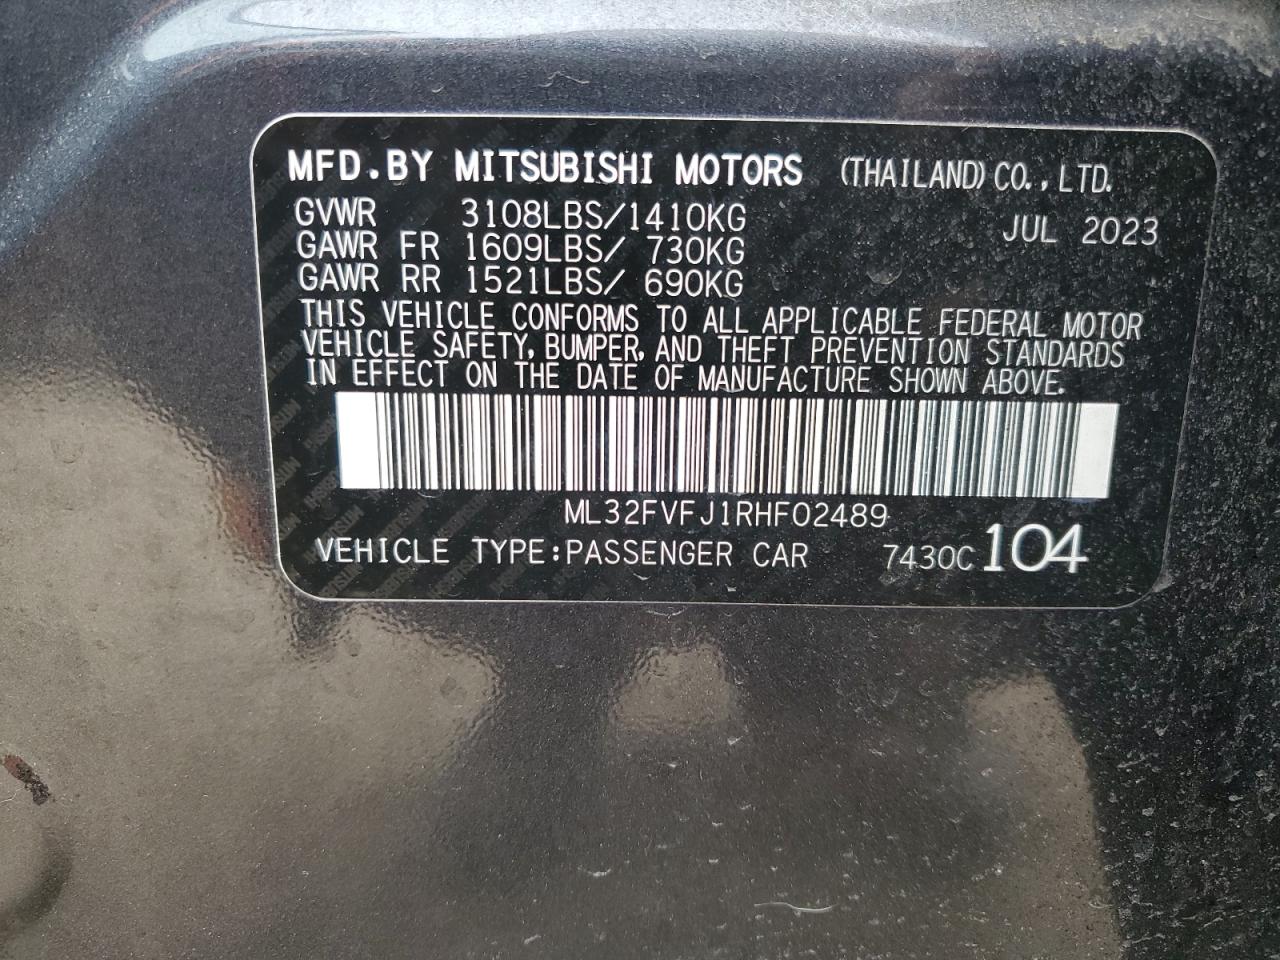 MFD.BY MITSUBISHI MOTORS (THAILAND) CO., LTD.
GVWR 3108LBS/1410KG JUL 2023
GAWR FR 1609LBS/ 730KG
GAWR RR 1521LBS/ 690KG
THIS VEHICLE CONFORMS TO ALL APPLICABLE FEDERAL MOTOR
VEHICLE SAFETY, BUMPER, AND THEFT PREVENTION STANDARDS
IN EFFECT ON THE DATE OF MANUFACTURE SHOWN ABOVE.
ML32FVFJ1RHF02489
VEHICLE TYPE:PASSENGER CAR 7430C 104